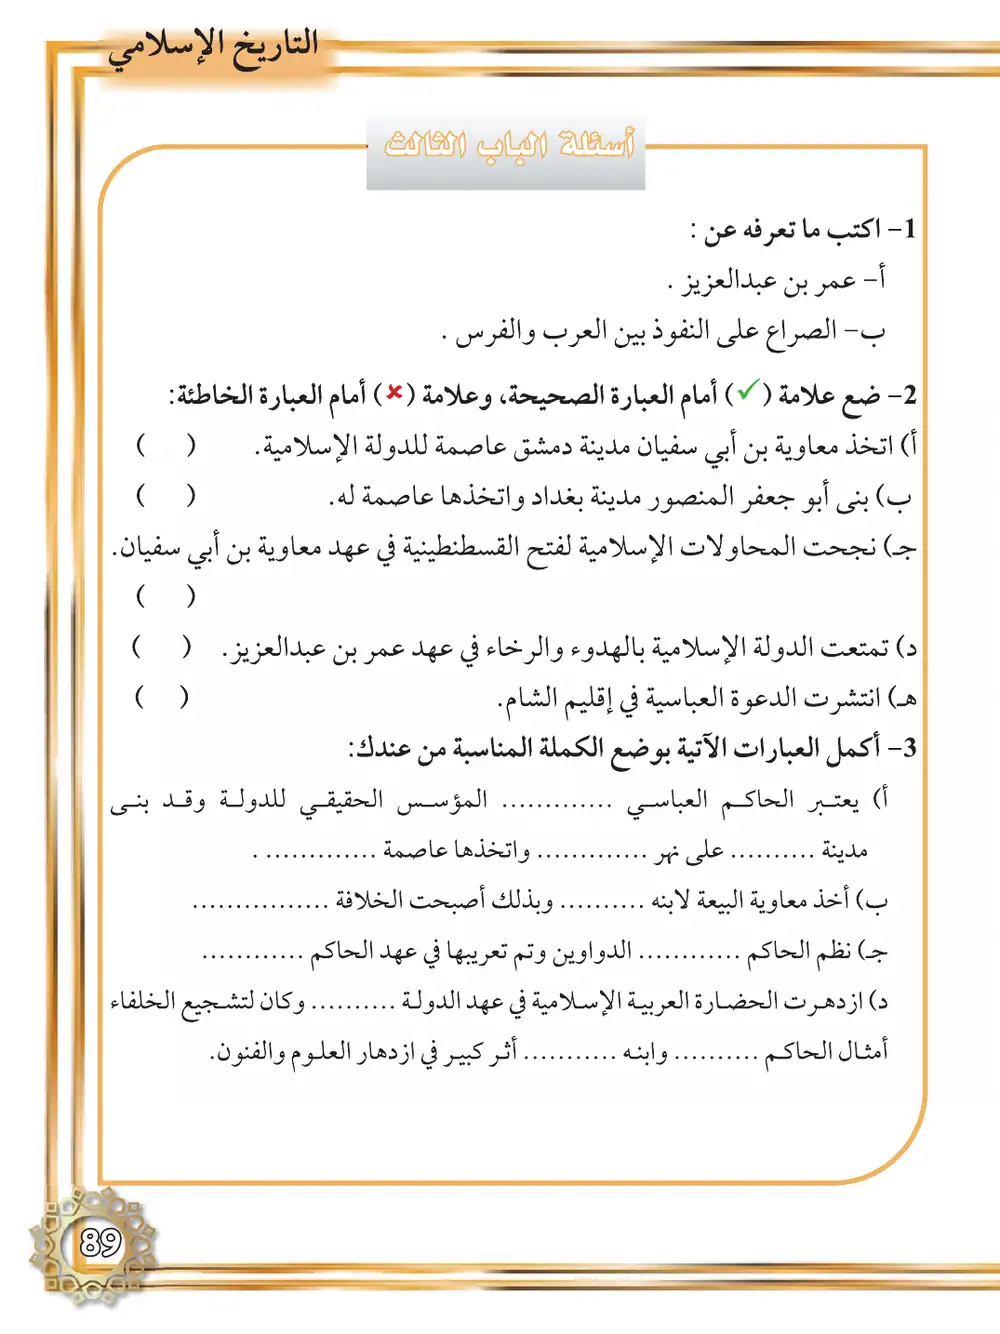 التاريخ الإسلامي
أسئلة الباب الثالث
1- اكتب ما تعرفه عن :
أ- عمر بن عبدالعزيز .
ب- الصراع على النفوذ بين العرب والفرس .
2- ضع علامة (✓) أمام العبارة الصحيحة، وعلامة (✗) أمام العبارة الخاطئة:
أ) اتخذ معاوية بن أبي سفيان مدينة دمشق عاصمة للدولة الإسلامية. ( )
ب) بنى أبو جعفر المنصور مدينة بغداد واتخذها عاصمة له. ( )
جـ) نجحت المحاولات الإسلامية لفتح القسطنطينية في عهد معاوية بن أبي سفيان.
( )
د) تمتعت الدولة الإسلامية بالهدوء والرخاء في عهد عمر بن عبدالعزيز. ( )
هـ) انتشرت الدعوة العباسية في إقليم الشام. ( )
3- أكمل العبارات الآتية بوضع الكملة المناسبة من عندك:
أ) يعتبر الحاكم العباسي ............. المؤسس الحقيقي للدولة وقد بنى
مدينة .......... على نهر ............. واتخذها عاصمة ............. .
ب) أخذ معاوية البيعة لابنه .......... وبذلك أصبحت الخلافة ................
جـ) نظم الحاكم ............ الدواوين وتم تعريبها في عهد الحاكم ............
د) ازدهرت الحضارة العربية الإسلامية في عهد الدولة .......... وكان لتشجيع الخلفاء
أمثال الحاكم .......... وابنه ........... أثر كبير في ازدهار العلوم والفنون.
89